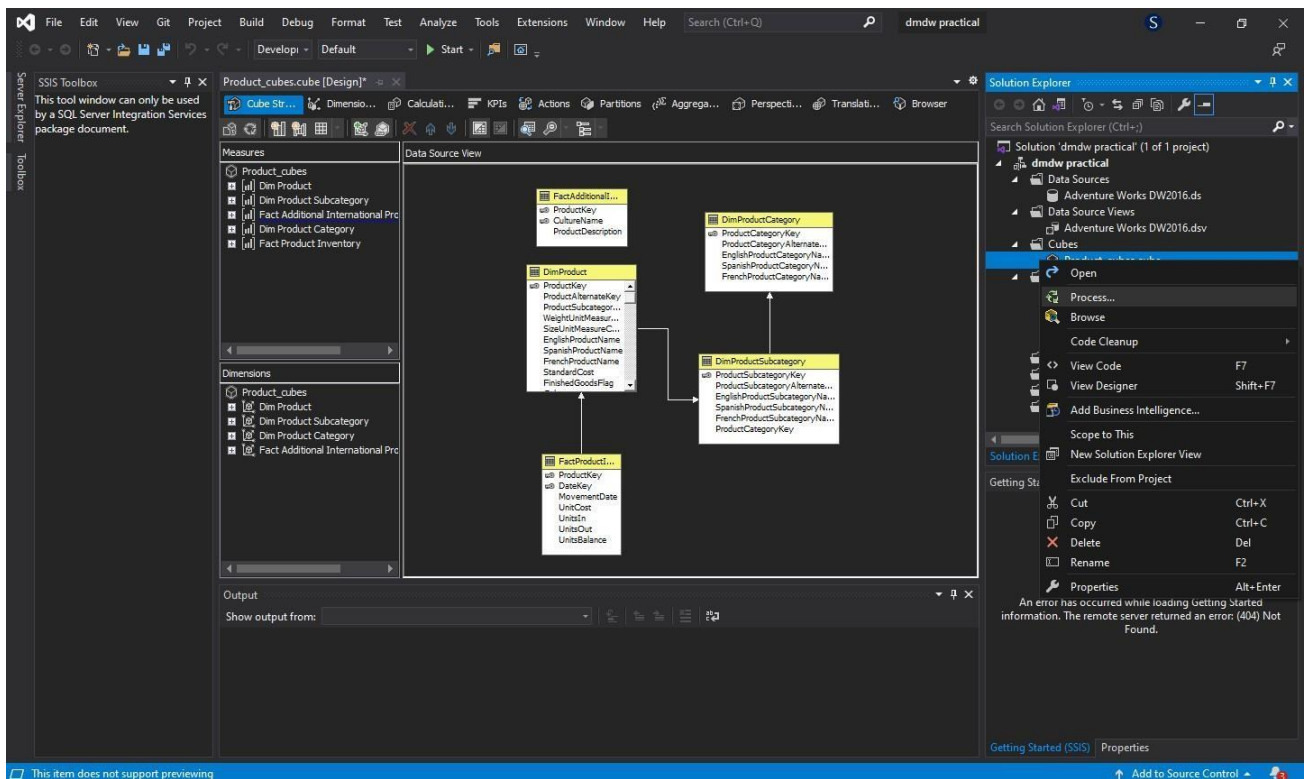 File Edit View Git Project Build Debug Format Test Analyze Tools Extensions Window Help Search (Ctrl+Q) dmdw practical S
Developi Default Start
Server Explorer
Toolbox
SSIS Toolbox
This tool window can only be used
by a SQL Server Integration Services
package document.
Product_cubes.cube [Design]*
Cube Str... Dimensio... Calculati... KPIs Actions Partitions Aggrega... Perspecti... Translati... Browser
Measures
Product_cubes
Dim Product
Dim Product Subcategory
Fact Additional International Prc
Dim Product Category
Fact Product Inventory
Dimensions
Product_cubes
Dim Product
Dim Product Subcategory
Dim Product Category
Fact Additional International Prc
Data Source View
FactAdditionalI...
ProductKey
CultureName
ProductDescription
DimProductCategory
ProductCategoryKey
ProductCategoryAlternate...
EnglishProductCategoryNa...
SpanishProductCategoryN...
FrenchProductCategoryNa...
DimProduct
ProductKey
ProductAlternateKey
ProductSubcategor...
WeightUnitMeasur...
SizeUnitMeasureC...
EnglishProductName
SpanishProductName
FrenchProductName
StandardCost
FinishedGoodsFlag
DimProductSubcategory
ProductSubcategoryKey
ProductSubcategoryAlternate...
EnglishProductSubcategoryNa...
SpanishProductSubcategoryN...
FrenchProductSubcategoryNa...
ProductCategoryKey
FactProductI...
ProductKey
DateKey
MovementDate
UnitCost
UnitsIn
UnitsOut
UnitsBalance
Output
Show output from:
Solution Explorer
Search Solution Explorer (Ctrl+;)
Solution 'dmdw practical' (1 of 1 project)
dmdw practical
Data Sources
Adventure Works DW2016.ds
Data Source Views
Adventure Works DW2016.dsv
Cubes
Open
Process...
Browse
Code Cleanup
View Code F7
View Designer Shift+F7
Add Business Intelligence...
Scope to This
New Solution Explorer View
Exclude From Project
Cut Ctrl+X
Copy Ctrl+C
Delete Del
Rename F2
Properties Alt+Enter
Solution E
Getting Sta
An error has occurred while loading Getting Started
information. The remote server returned an error: (404) Not
Found.
Getting Started (SSIS) Properties
This item does not support previewing Add to Source Control